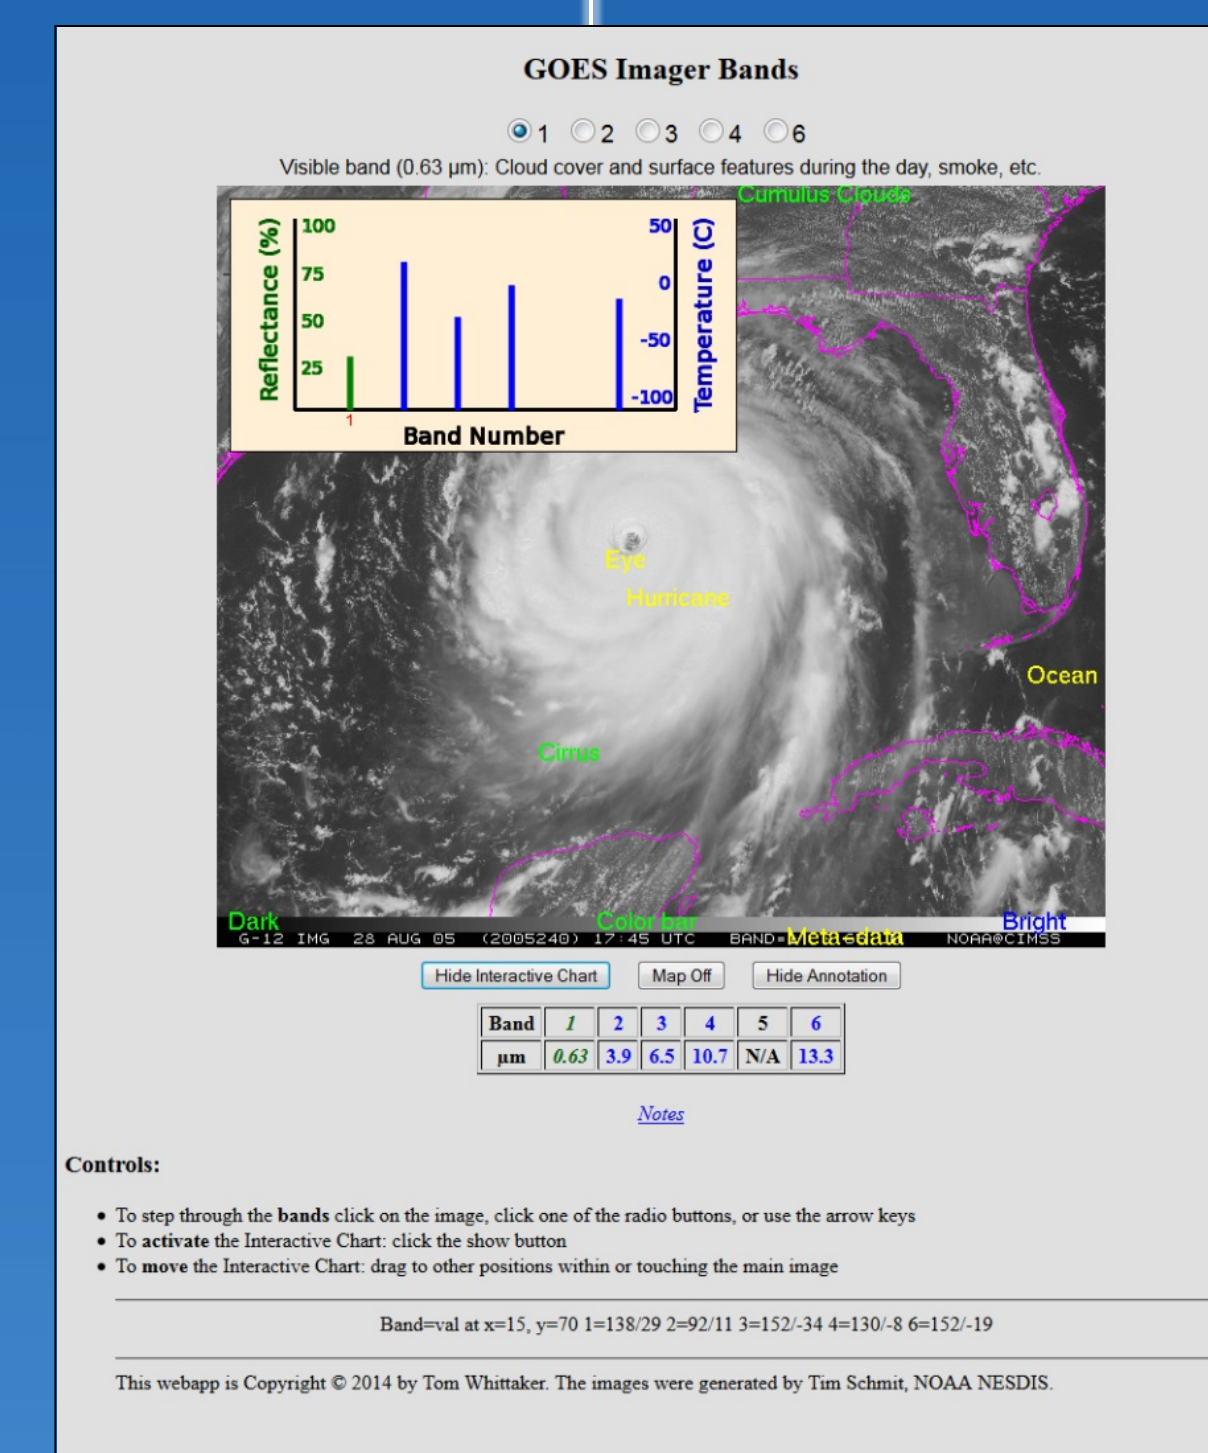 GOES Imager Bands
1 2 3 4 6
Visible band (0.63 µm): Cloud cover and surface features during the day, smoke, etc.
Cumulus Clouds
Reflectance (%)
100
75
50
25
50
0
-50
-100
Temperature (C)
1
Band Number
Eye
Hurricane
Ocean
Cirrus
Dark Color bar Bright
G-12 IMG 28 AUG 05 (2005240) 17:45 UTC BAND= Meta-data NOAA@CIMSS
Hide Interactive Chart Map Off Hide Annotation
Band 1 2 3 4 5 6
µm 0.63 3.9 6.5 10.7 N/A 13.3
Notes
Controls:
• To step through the bands click on the image, click one of the radio buttons, or use the arrow keys
• To activate the Interactive Chart: click the show button
• To move the Interactive Chart: drag to other positions within or touching the main image
Band=val at x=15, y=70 1=138/29 2=92/11 3=152/-34 4=130/-8 6=152/-19
This webapp is Copyright © 2014 by Tom Whittaker. The images were generated by Tim Schmit, NOAA NESDIS.